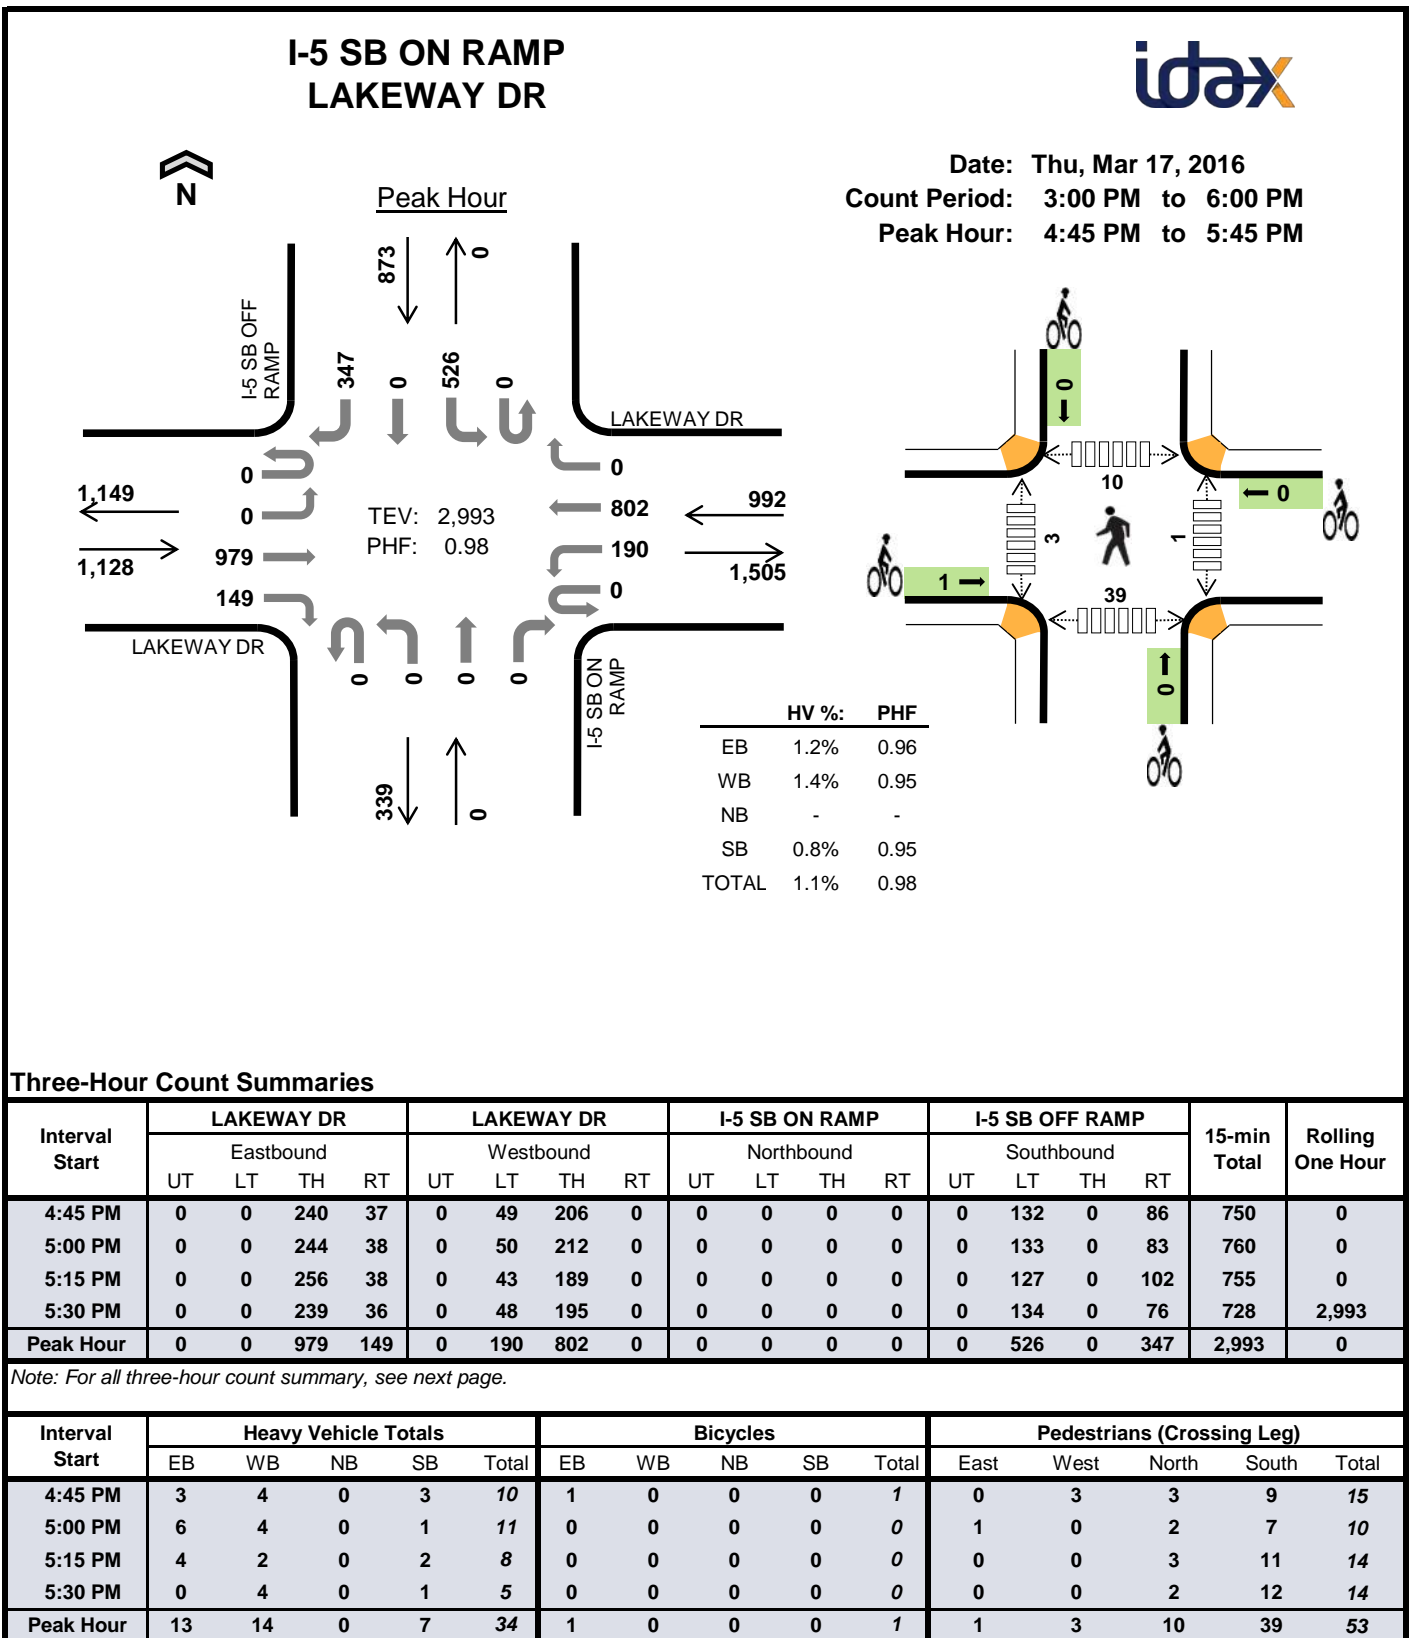 I-5 SB ON RAMP
LAKEWAY DR
idax
Date: Thu, Mar 17, 2016
Count Period: 3:00 PM to 6:00 PM
Peak Hour: 4:45 PM to 5:45 PM
N
Peak Hour
873
0
I-5 SB OFF
RAMP
347
0
526
0
LAKEWAY DR
0
0
979
149
1,149
1,128
TEV: 2,993
PHF: 0.98
0
802
190
0
992
1,505
LAKEWAY DR
0
0
0
0
I-5 SB ON
RAMP
339
0
0
10
0
3
1
1
39
0
HV %: PHF
EB 1.2% 0.96
WB 1.4% 0.95
NB - -
SB 0.8% 0.95
TOTAL 1.1% 0.98
Three-Hour Count Summaries
Interval Start LAKEWAY DR LAKEWAY DR I-5 SB ON RAMP I-5 SB OFF RAMP 15-min Total Rolling One Hour
Eastbound Westbound Northbound Southbound
UT LT TH RT UT LT TH RT UT LT TH RT UT LT TH RT
4:45 PM 0 0 240 37 0 49 206 0 0 0 0 0 0 132 0 86 750 0
5:00 PM 0 0 244 38 0 50 212 0 0 0 0 0 0 133 0 83 760 0
5:15 PM 0 0 256 38 0 43 189 0 0 0 0 0 0 127 0 102 755 0
5:30 PM 0 0 239 36 0 48 195 0 0 0 0 0 0 134 0 76 728 2,993
Peak Hour 0 0 979 149 0 190 802 0 0 0 0 0 0 526 0 347 2,993 0
Note: For all three-hour count summary, see next page.
Interval Start Heavy Vehicle Totals Bicycles Pedestrians (Crossing Leg)
EB WB NB SB Total EB WB NB SB Total East West North South Total
4:45 PM 3 4 0 3 10 1 0 0 0 1 0 3 3 9 15
5:00 PM 6 4 0 1 11 0 0 0 0 0 1 0 2 7 10
5:15 PM 4 2 0 2 8 0 0 0 0 0 0 0 3 11 14
5:30 PM 0 4 0 1 5 0 0 0 0 0 0 0 2 12 14
Peak Hour 13 14 0 7 34 1 0 0 0 1 1 3 10 39 53